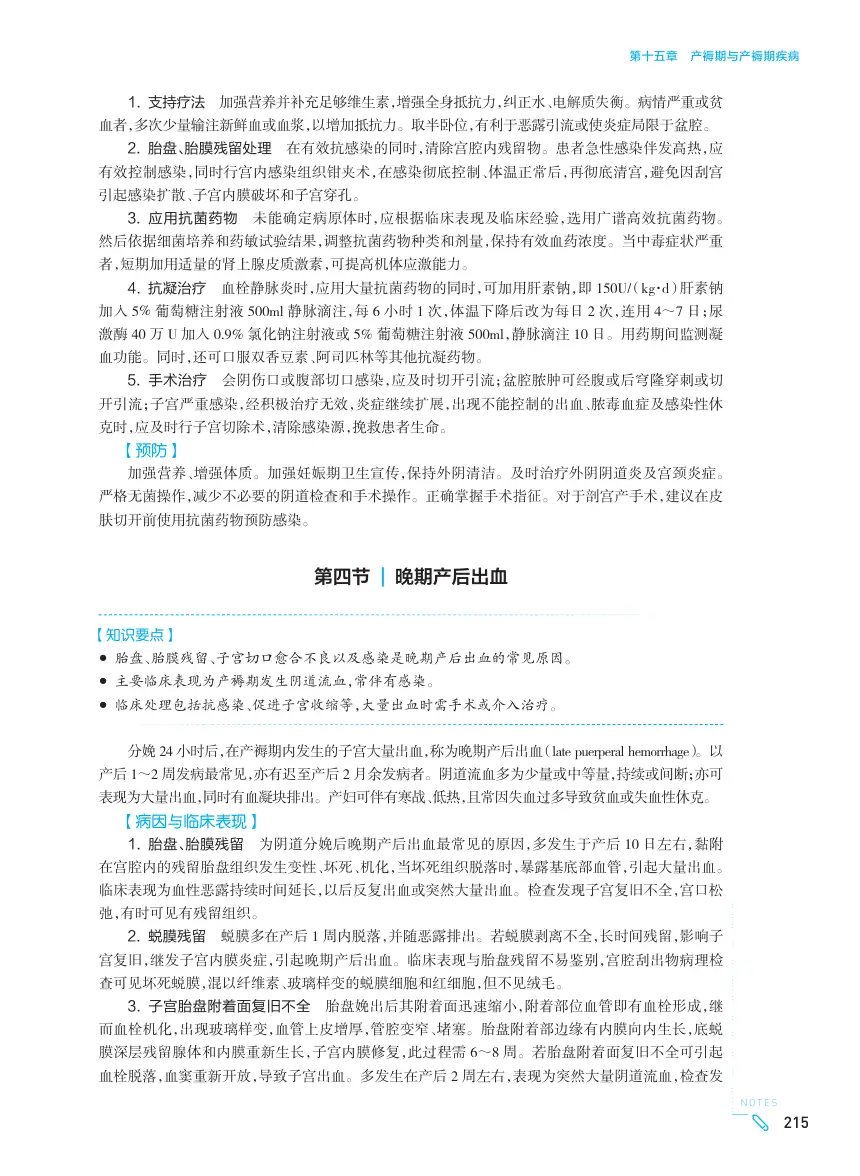 第十五章 产褥期与产褥期疾病
1. 支持疗法 加强营养并补充足够维生素,增强全身抵抗力,纠正水、电解质失衡。病情严重或贫
血者,多次少量输注新鲜血或血浆,以增加抵抗力。取半卧位,有利于恶露引流或使炎症局限于盆腔。
2. 胎盘、胎膜残留处理 在有效抗感染的同时,清除宫腔内残留物。患者急性感染伴发高热,应
有效控制感染,同时行宫内感染组织钳夹术,在感染彻底控制、体温正常后,再彻底清宫,避免因刮宫
引起感染扩散、子宫内膜破坏和子宫穿孔。
3. 应用抗菌药物 未能确定病原体时,应根据临床表现及临床经验,选用广谱高效抗菌药物。
然后依据细菌培养和药敏试验结果,调整抗菌药物种类和剂量,保持有效血药浓度。当中毒症状严重
者,短期加用适量的肾上腺皮质激素,可提高机体应激能力。
4. 抗凝治疗 血栓静脉炎时,应用大量抗菌药物的同时,可加用肝素钠,即 150U/(kg·d)肝素钠
加入 5% 葡萄糖注射液 500ml 静脉滴注,每 6 小时 1 次,体温下降后改为每日 2 次,连用 4～7 日;尿
激酶 40 万 U 加入 0.9% 氯化钠注射液或 5% 葡萄糖注射液 500ml,静脉滴注 10 日。用药期间监测凝
血功能。同时,还可口服双香豆素、阿司匹林等其他抗凝药物。
5. 手术治疗 会阴伤口或腹部切口感染,应及时切开引流;盆腔脓肿可经腹或后穹隆穿刺或切
开引流;子宫严重感染,经积极治疗无效,炎症继续扩展,出现不能控制的出血、脓毒血症及感染性休
克时,应及时行子宫切除术,清除感染源,挽救患者生命。
【预防】
加强营养、增强体质。加强妊娠期卫生宣传,保持外阴清洁。及时治疗外阴阴道炎及宫颈炎症。
严格无菌操作,减少不必要的阴道检查和手术操作。正确掌握手术指征。对于剖宫产手术,建议在皮
肤切开前使用抗菌药物预防感染。
第四节 | 晚期产后出血
【知识要点】
● 胎盘、胎膜残留、子宫切口愈合不良以及感染是晚期产后出血的常见原因。
● 主要临床表现为产褥期发生阴道流血,常伴有感染。
● 临床处理包括抗感染、促进子宫收缩等,大量出血时需手术或介入治疗。
分娩 24 小时后,在产褥期内发生的子宫大量出血,称为晚期产后出血(late puerperal hemorrhage)。以
产后 1～2 周发病最常见,亦有迟至产后 2 月余发病者。阴道流血多为少量或中等量,持续或间断;亦可
表现为大量出血,同时有血凝块排出。产妇可伴有寒战、低热,且常因失血过多导致贫血或失血性休克。
【病因与临床表现】
1. 胎盘、胎膜残留 为阴道分娩后晚期产后出血最常见的原因,多发生于产后 10 日左右,黏附
在宫腔内的残留胎盘组织发生变性、坏死、机化,当坏死组织脱落时,暴露基底部血管,引起大量出血。
临床表现为血性恶露持续时间延长,以后反复出血或突然大量出血。检查发现子宫复旧不全,宫口松
弛,有时可见有残留组织。
2. 蜕膜残留 蜕膜多在产后 1 周内脱落,并随恶露排出。若蜕膜剥离不全,长时间残留,影响子
宫复旧,继发子宫内膜炎症,引起晚期产后出血。临床表现与胎盘残留不易鉴别,宫腔刮出物病理检
查可见坏死蜕膜,混以纤维素、玻璃样变的蜕膜细胞和红细胞,但不见绒毛。
3. 子宫胎盘附着面复旧不全 胎盘娩出后其附着面迅速缩小,附着部位血管即有血栓形成,继
而血栓机化,出现玻璃样变,血管上皮增厚,管腔变窄、堵塞。胎盘附着部边缘有内膜向内生长,底蜕
膜深层残留腺体和内膜重新生长,子宫内膜修复,此过程需 6～8 周。若胎盘附着面复旧不全可引起
血栓脱落,血窦重新开放,导致子宫出血。多发生在产后 2 周左右,表现为突然大量阴道流血,检查发
NOTES
215